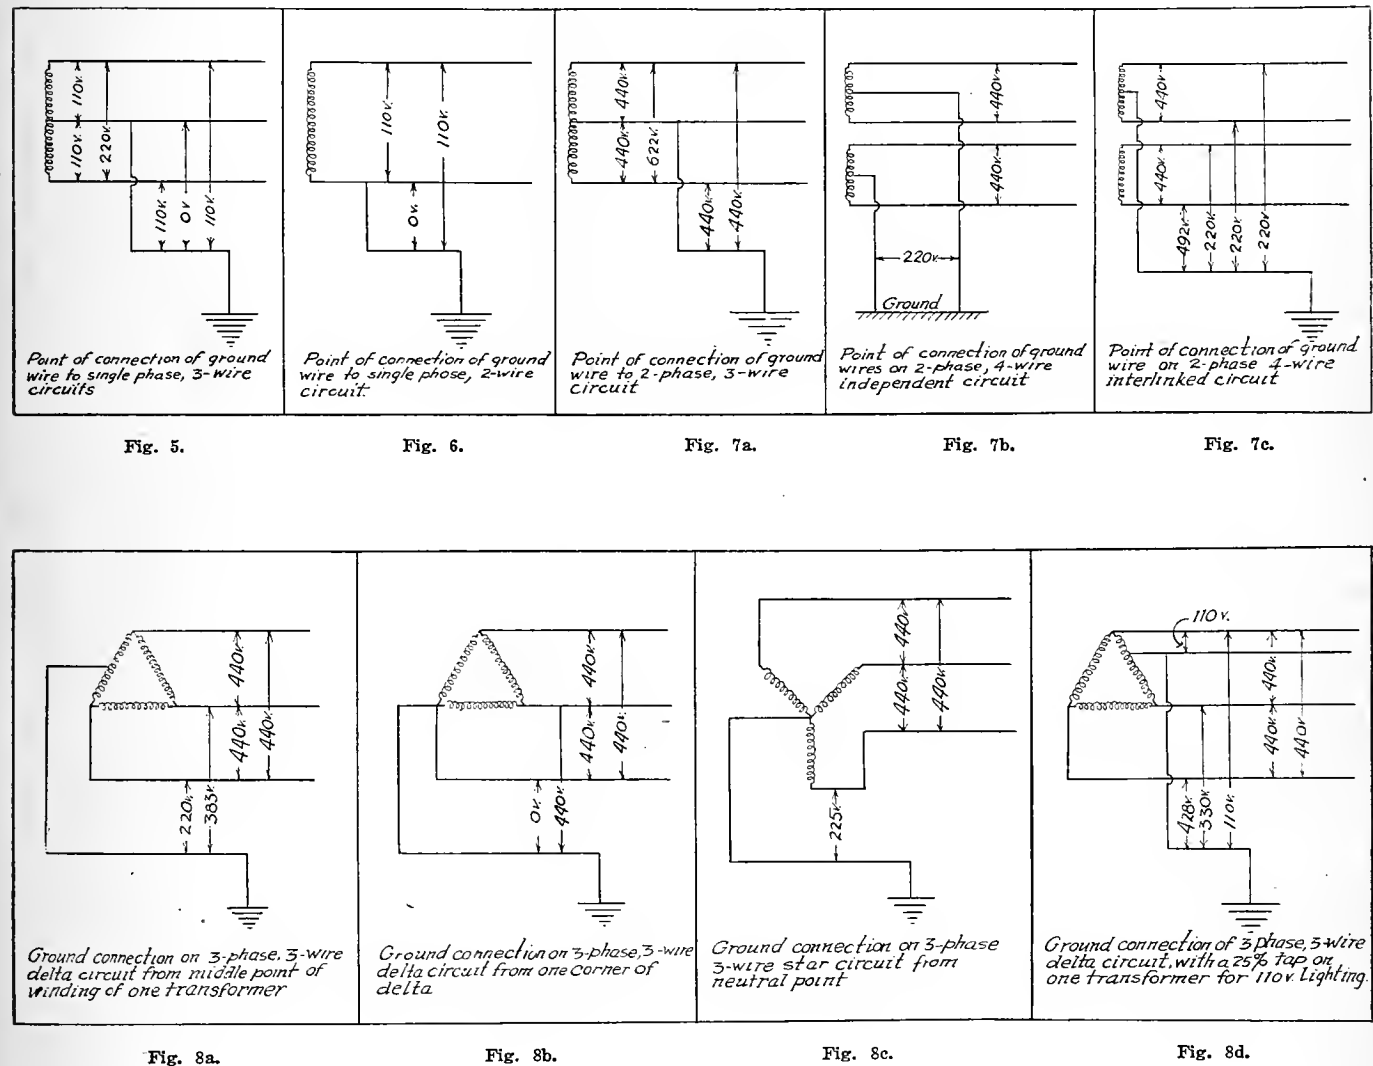 110v.
110v.
220v.
110v.
0v
110v.
Point of connection of ground
wire to single phase, 3-wire
circuits
110v.
110v.
0v.
Point of connection of ground
wire to single phose, 2-wire
circuit.
440v.
440v.
622v.
440v.
440v.
Point of connection of ground
wire to 2-phase, 3-wire
circuit
440v.
440v.
220v.
Ground
Point of connection of ground
wires on 2-phase, 4-wire
independent circuit
440v.
440v.
492v.
220v.
220v.
220v.
Point of connection of ground
wire on 2-phase 4-wire
interlinked circuit
Fig. 5.
Fig. 6.
Fig. 7a.
Fig. 7b.
Fig. 7c.
440v.
440v.
440v.
220v.
383v.
Ground connection on 3-phase. 3-wire
delta circuit from middle point of
winding of one transformer
440v.
440v.
440v.
0v.
440v.
Ground connection on 3-phase, 3-wire
delta circuit from one corner of
delta
440v.
440v.
440v.
225v.
Ground connection on 3-phase
3-wire star circuit from
neutral point
110 v.
440v.
440v.
440v.
428v.
330v.
110v.
Ground connection of 3 phase, 3-wire
delta circuit, with a 25% tap on
one transformer for 110 v. Lighting.
Fig. 8a.
Fig. 8b.
Fig. 8c.
Fig. 8d.